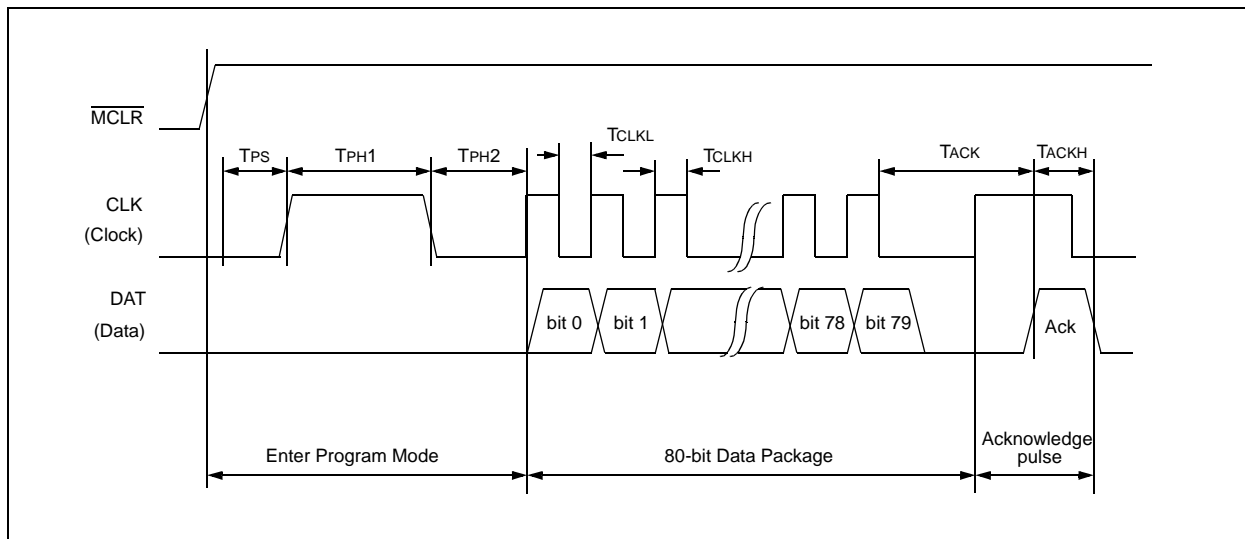 MCLR
TPS
TPH1
TPH2
TCLKL
TCLKH
TACK
TACKH
CLK
(Clock)
DAT
(Data)
bit 0
bit 1
bit 78
bit 79
Ack
Enter Program Mode
80-bit Data Package
Acknowledge
pulse